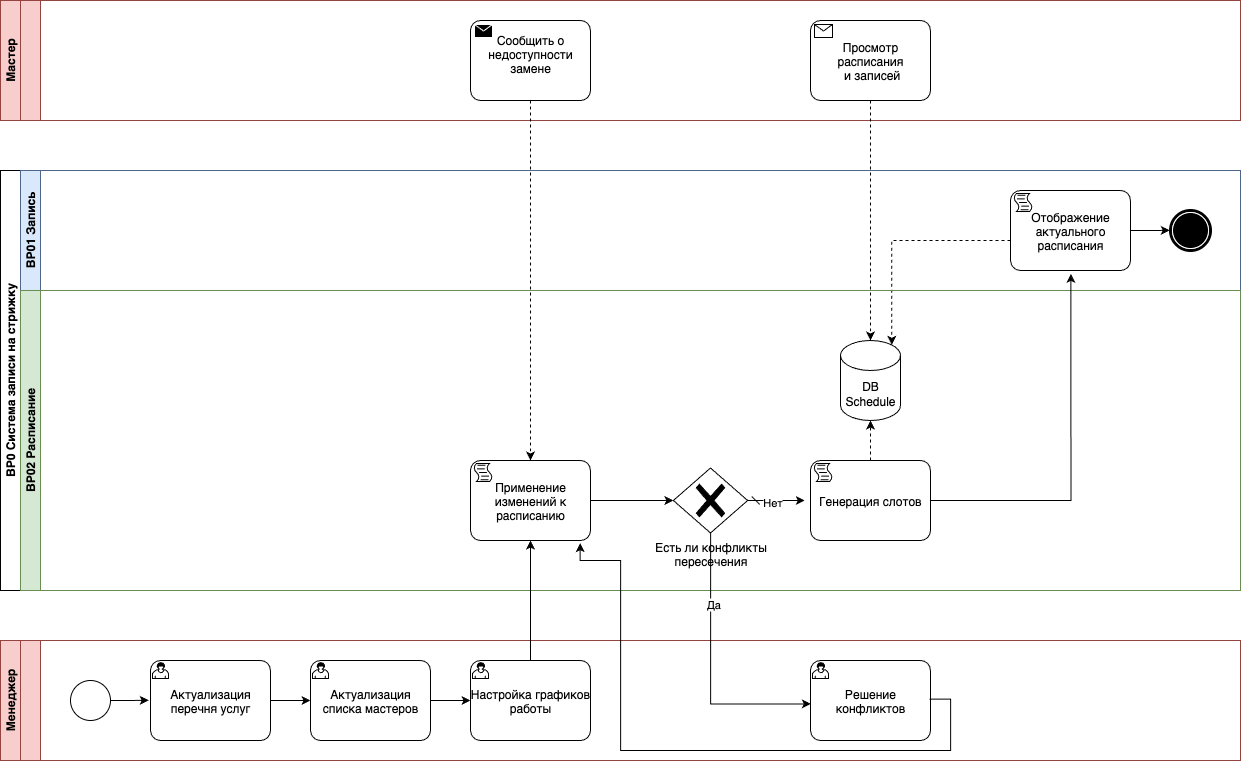 Мастер
Сообщить о
недоступности
замене
Просмотр
расписания
и записей
BP0 Система записи на стрижку
BP01 Запись
Отображение
актуального
расписания
BP02 Расписание
DB
Schedule
Применение
изменений к
расписанию
Есть ли конфликты
пересечения
Нет
Генерация слотов
Да
Менеджер
Актуализация
перечня услуг
Актуализация
списка мастеров
Настройка графиков
работы
Решение
конфликтов